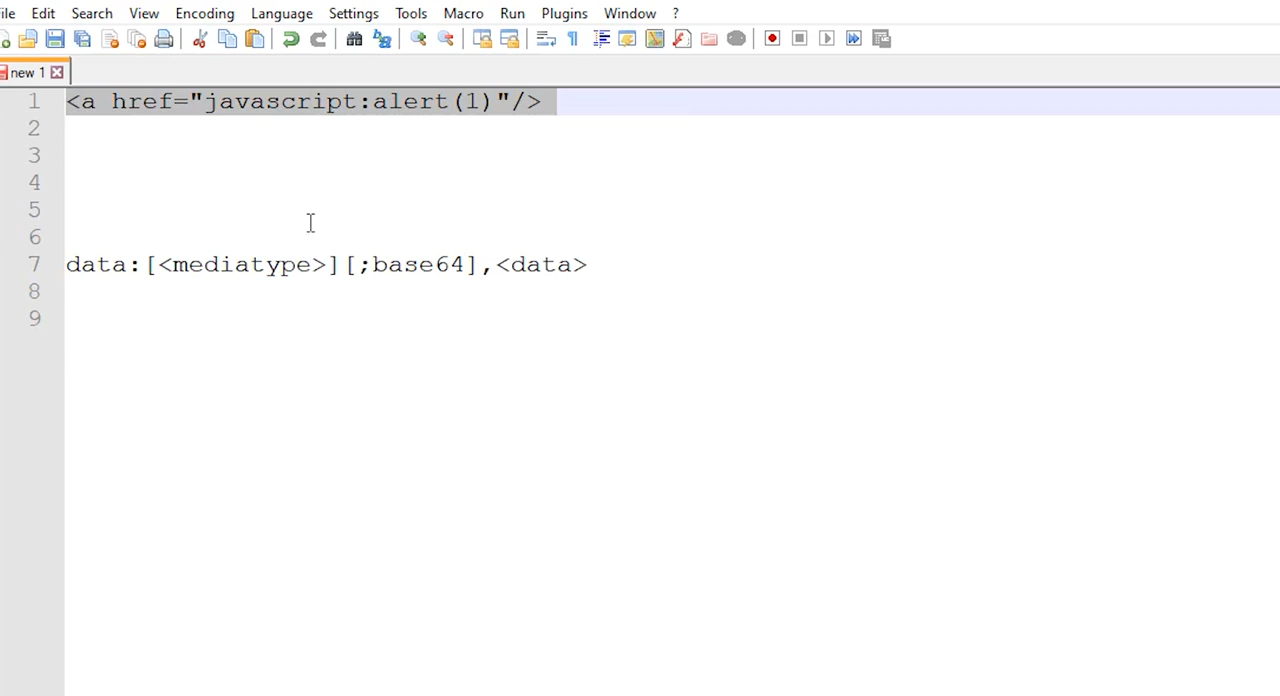 ile Edit Search View Encoding Language Settings Tools Macro Run Plugins Window ?
new 1
1 <a href="javascript:alert(1)"/>
2
3
4
5
6
7 data:[<mediatype>][;base64],<data>
8
9